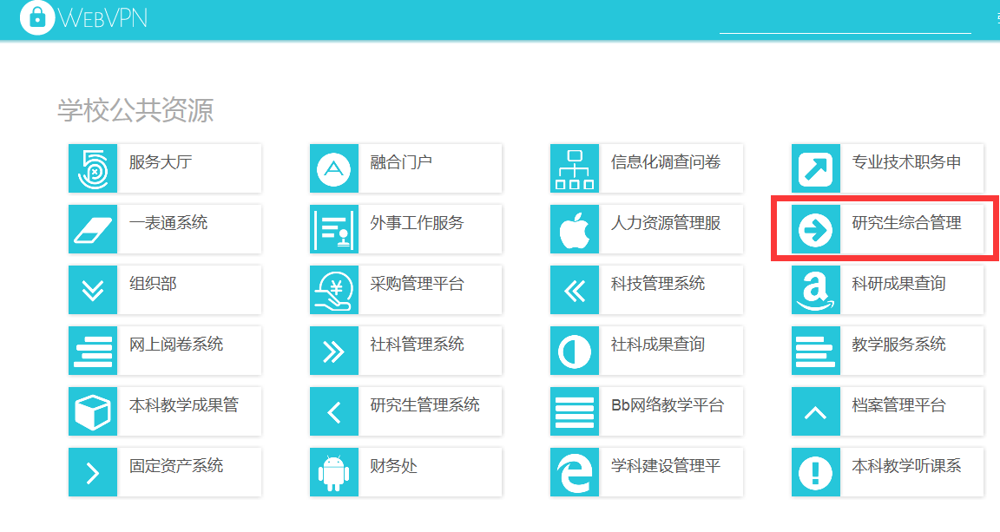 WEBVPN
学校公共资源
服务大厅
融合门户
信息化调查问卷
专业技术职务申
一表通系统
外事工作服务
人力资源管理服
研究生综合管理
组织部
采购管理平台
科技管理系统
科研成果查询
网上阅卷系统
社科管理系统
社科成果查询
教学服务系统
本科教学成果管
研究生管理系统
Bb网络教学平台
档案管理平台
固定资产系统
财务处
学科建设管理平
本科教学听课系